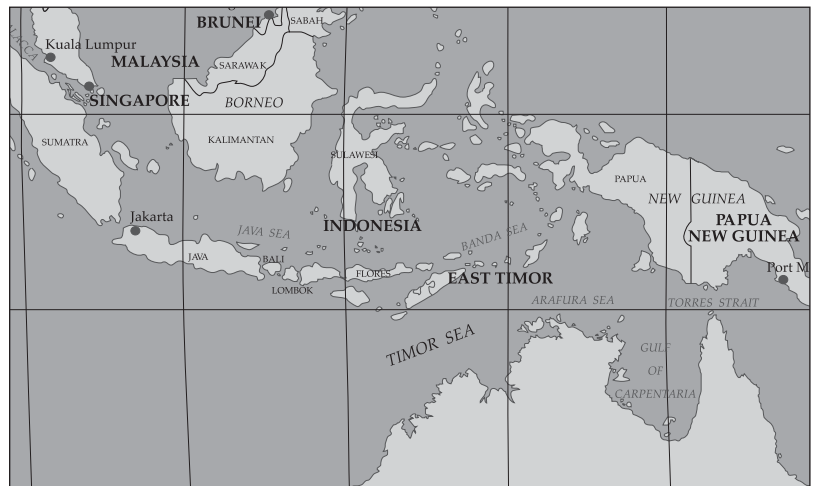 BRUNEI
SABAH
LACCA
Kuala Lumpur
MALAYSIA
SARAWAK
SINGAPORE
BORNEO
SUMATRA
KALIMANTAN
SULAWESI
PAPUA
NEW GUINEA
Jakarta
JAVA SEA
INDONESIA
BANDA SEA
PAPUA
NEW GUINEA
JAVA
BALI
FLORES
EAST TIMOR
Port M
LOMBOK
ARAFURA SEA
TORRES STRAIT
TIMOR SEA
GULF
OF
CARPENTARIA